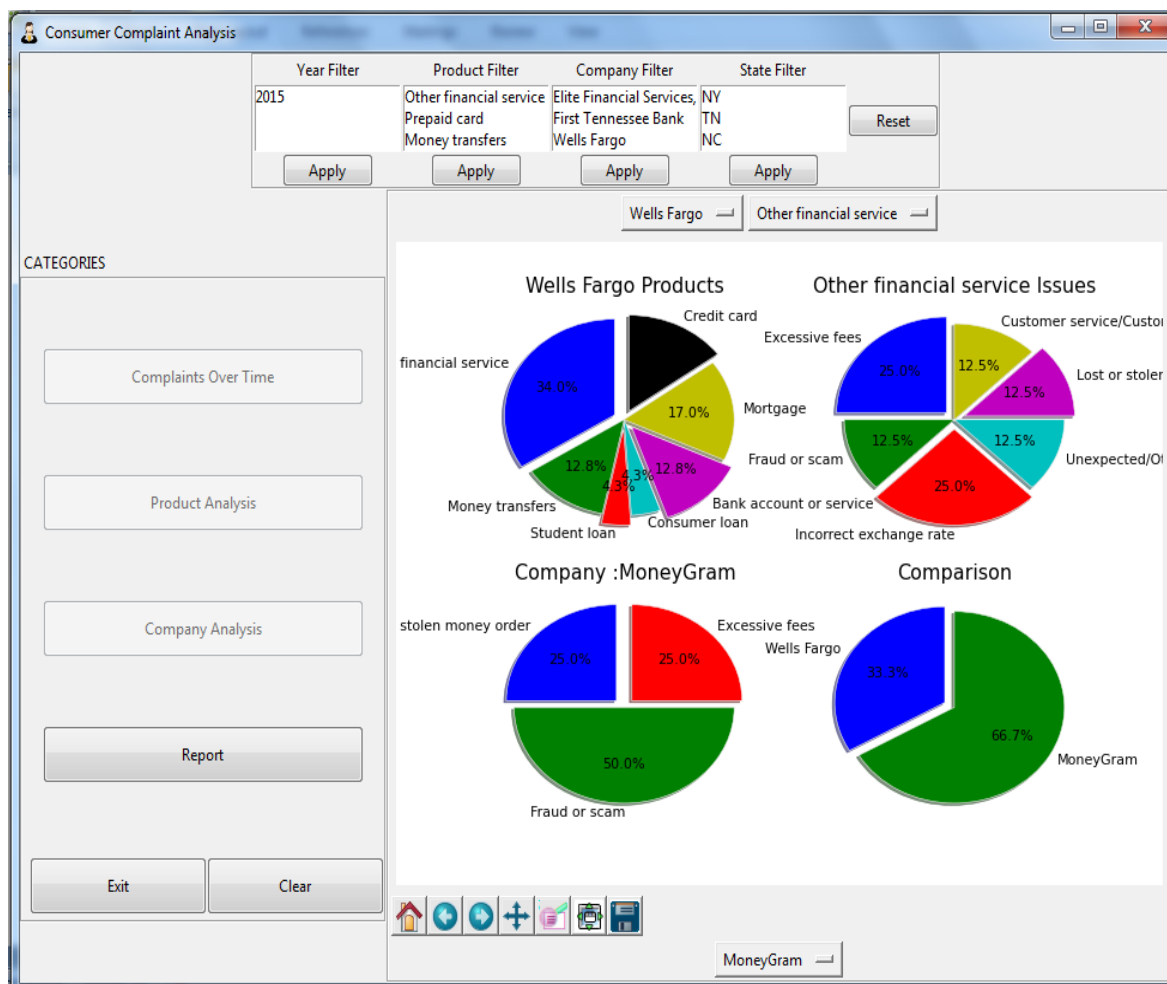 Consumer Complaint Analysis
Year Filter
Product Filter
Company Filter
State Filter
2015
Other financial service
Prepaid card
Money transfers
Elite Financial Services,
First Tennessee Bank
Wells Fargo
NY
TN
NC
Reset
Apply
Apply
Apply
Apply
Wells Fargo
Other financial service
CATEGORIES
Complaints Over Time
Product Analysis
Company Analysis
Report
Exit
Clear
Wells Fargo Products
Credit card
financial service
34.0%
17.0%
Mortgage
12.8%
4.3%
4.3%
12.8%
Money transfers
Bank account or service
Student loan
Consumer loan
Other financial service Issues
Customer service/Custo
Excessive fees
25.0%
12.5%
12.5%
Lost or stolen
12.5%
12.5%
Fraud or scam
Unexpected/Ot
25.0%
Incorrect exchange rate
Company :MoneyGram
stolen money order
Excessive fees
25.0%
25.0%
50.0%
Fraud or scam
Comparison
Wells Fargo
33.3%
66.7%
MoneyGram
MoneyGram